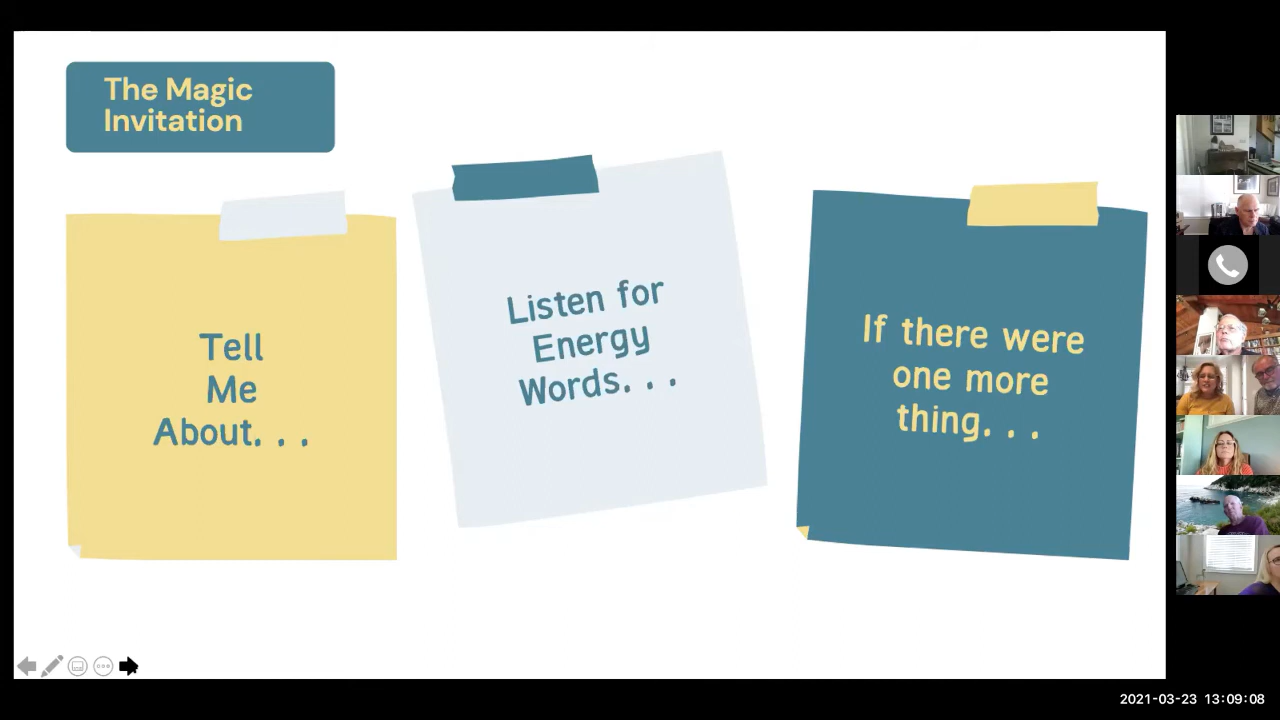 The Magic
Invitation
Tell
Me
About. . .
Listen for
Energy
Words. . .
If there were
one more
thing. . .
2021-03-23 13:09:08